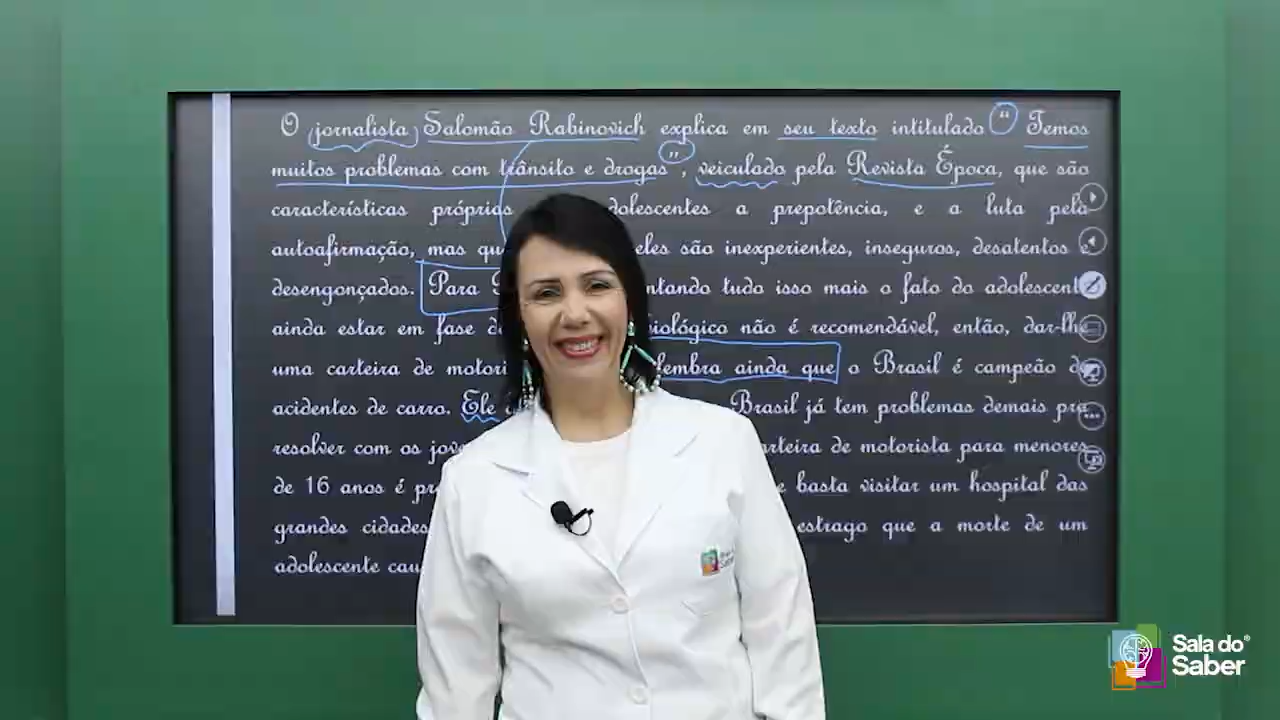 O jornalista Salomão Rabinovich explica em seu texto intitulado " Temos
muitos problemas com trânsito e drogas", veiculado pela Revista Época, que são
características próprias dolescentes a prepotência, e a luta pela
autoafirmação, mas que eles são inexperientes, inseguros, desatentos e
desengonçados. Para ntando tudo isso mais o fato do adolescente
ainda estar em fase de iológico não é recomendável, então, dar-lhe
uma carteira de motori lembra ainda que o Brasil é campeão de
acidentes de carro. Ele Brasil já tem problemas demais pra
resolver com os jove rteira de motorista para menores
de 16 anos é pr e basta visitar um hospital das
grandes cidades estrago que a morte de um
adolescente cau
Sala do
Saber